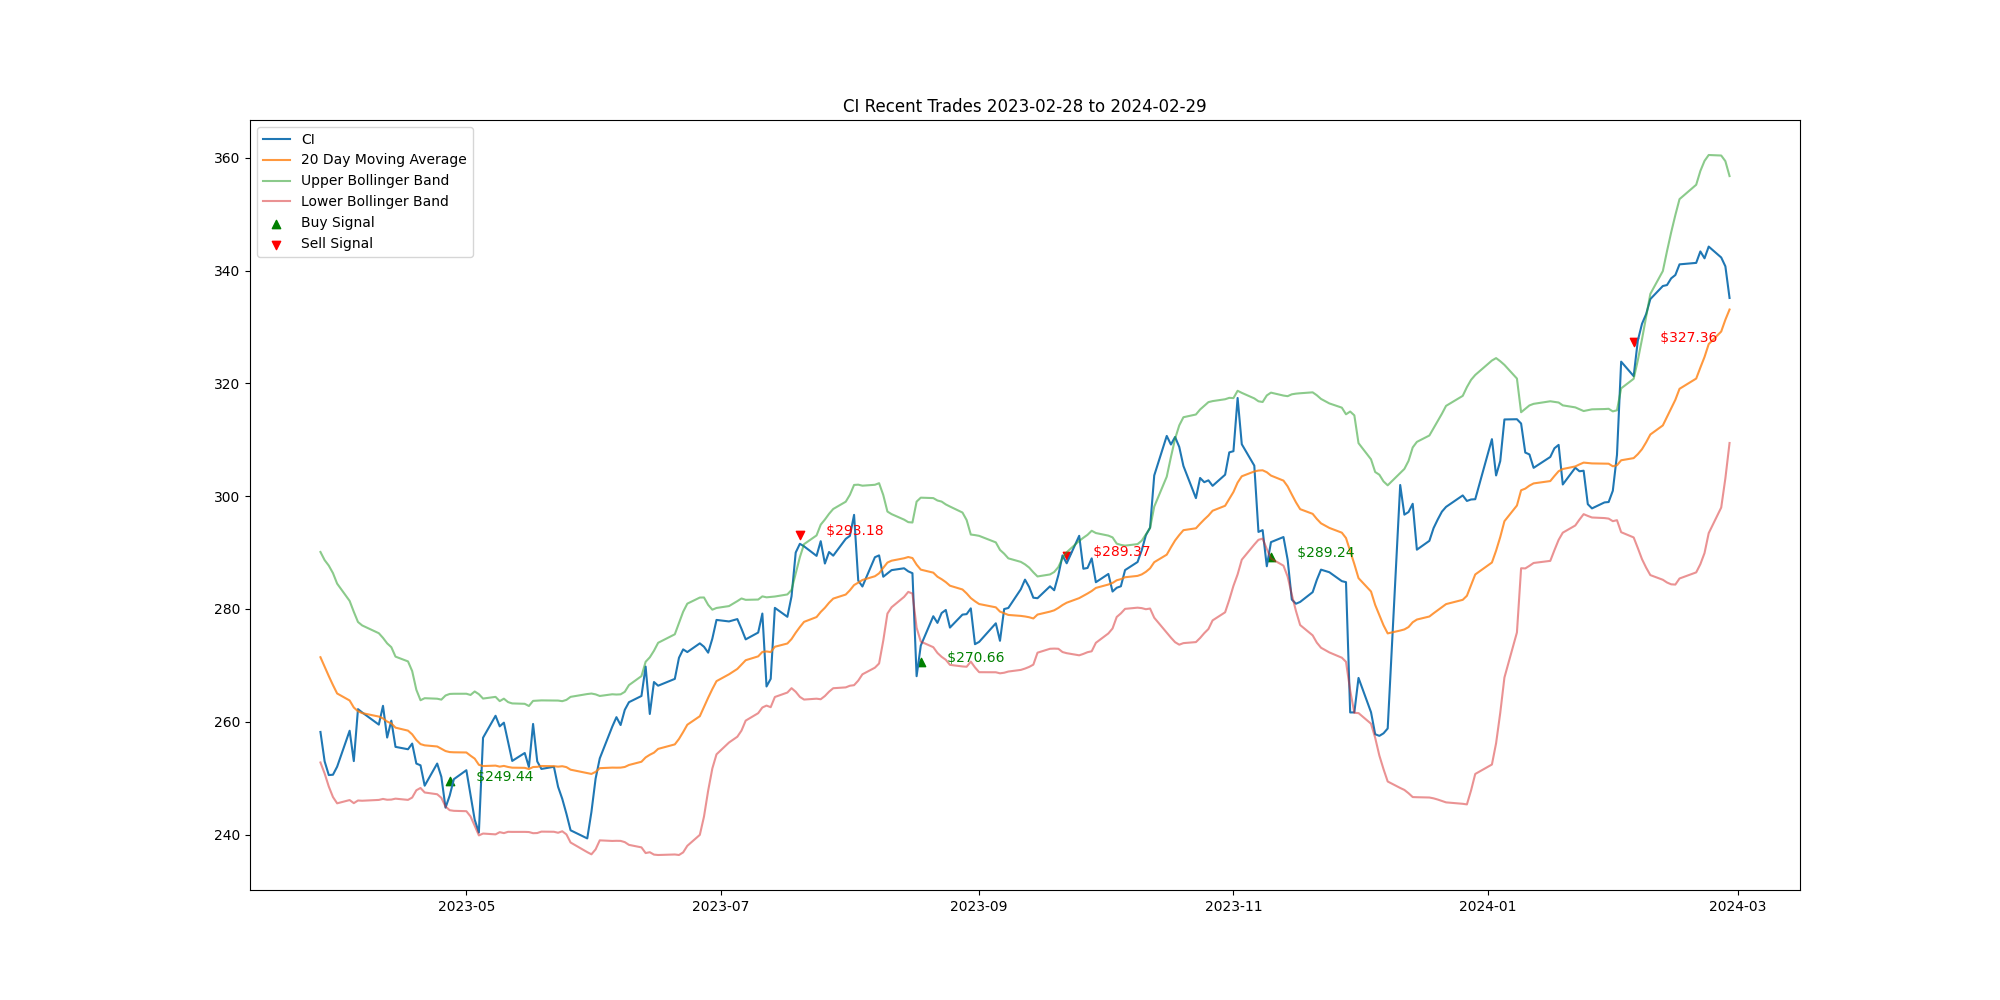 CI Recent Trades 2023-02-28 to 2024-02-29
CI
20 Day Moving Average
Upper Bollinger Band
Lower Bollinger Band
Buy Signal
Sell Signal
360
340
320
300
280
260
240
$249.44
$293.18
$270.66
$289.37
$289.24
$327.36
2023-05
2023-07
2023-09
2023-11
2024-01
2024-03